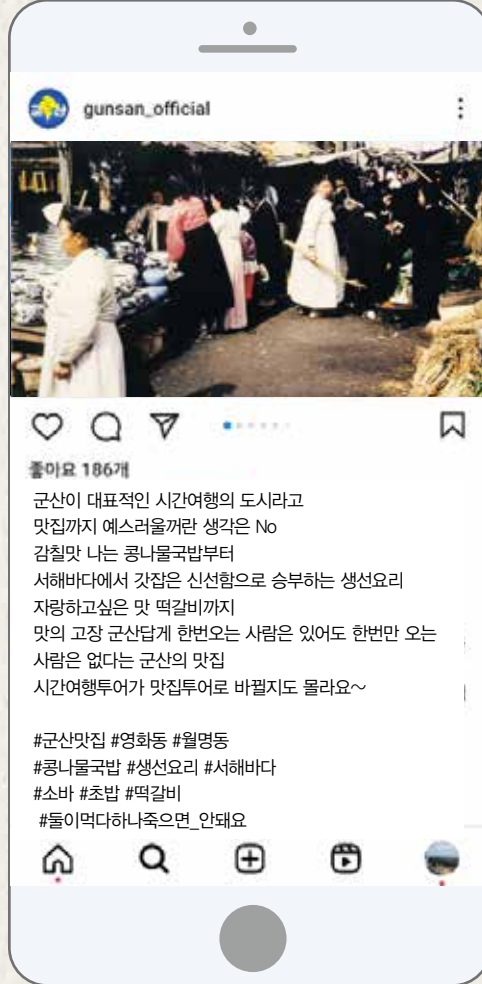 gunsan_official
좋아요 186개
군산이 대표적인 시간여행의 도시라고
맛집까지 예스러울꺼란 생각은 No
감칠맛 나는 콩나물국밥부터
서해바다에서 갓잡은 신선함으로 승부하는 생선요리
자랑하고싶은 맛 떡갈비까지
맛의 고장 군산답게 한번오는 사람은 있어도 한번만 오는
사람은 없다는 군산의 맛집
시간여행투어가 맛집투어로 바뀔지도 몰라요~
#군산맛집 #영화동 #월명동
#콩나물국밥 #생선요리 #서해바다
#소바 #초밥 #떡갈비
#둘이먹다하나죽으면_안돼요